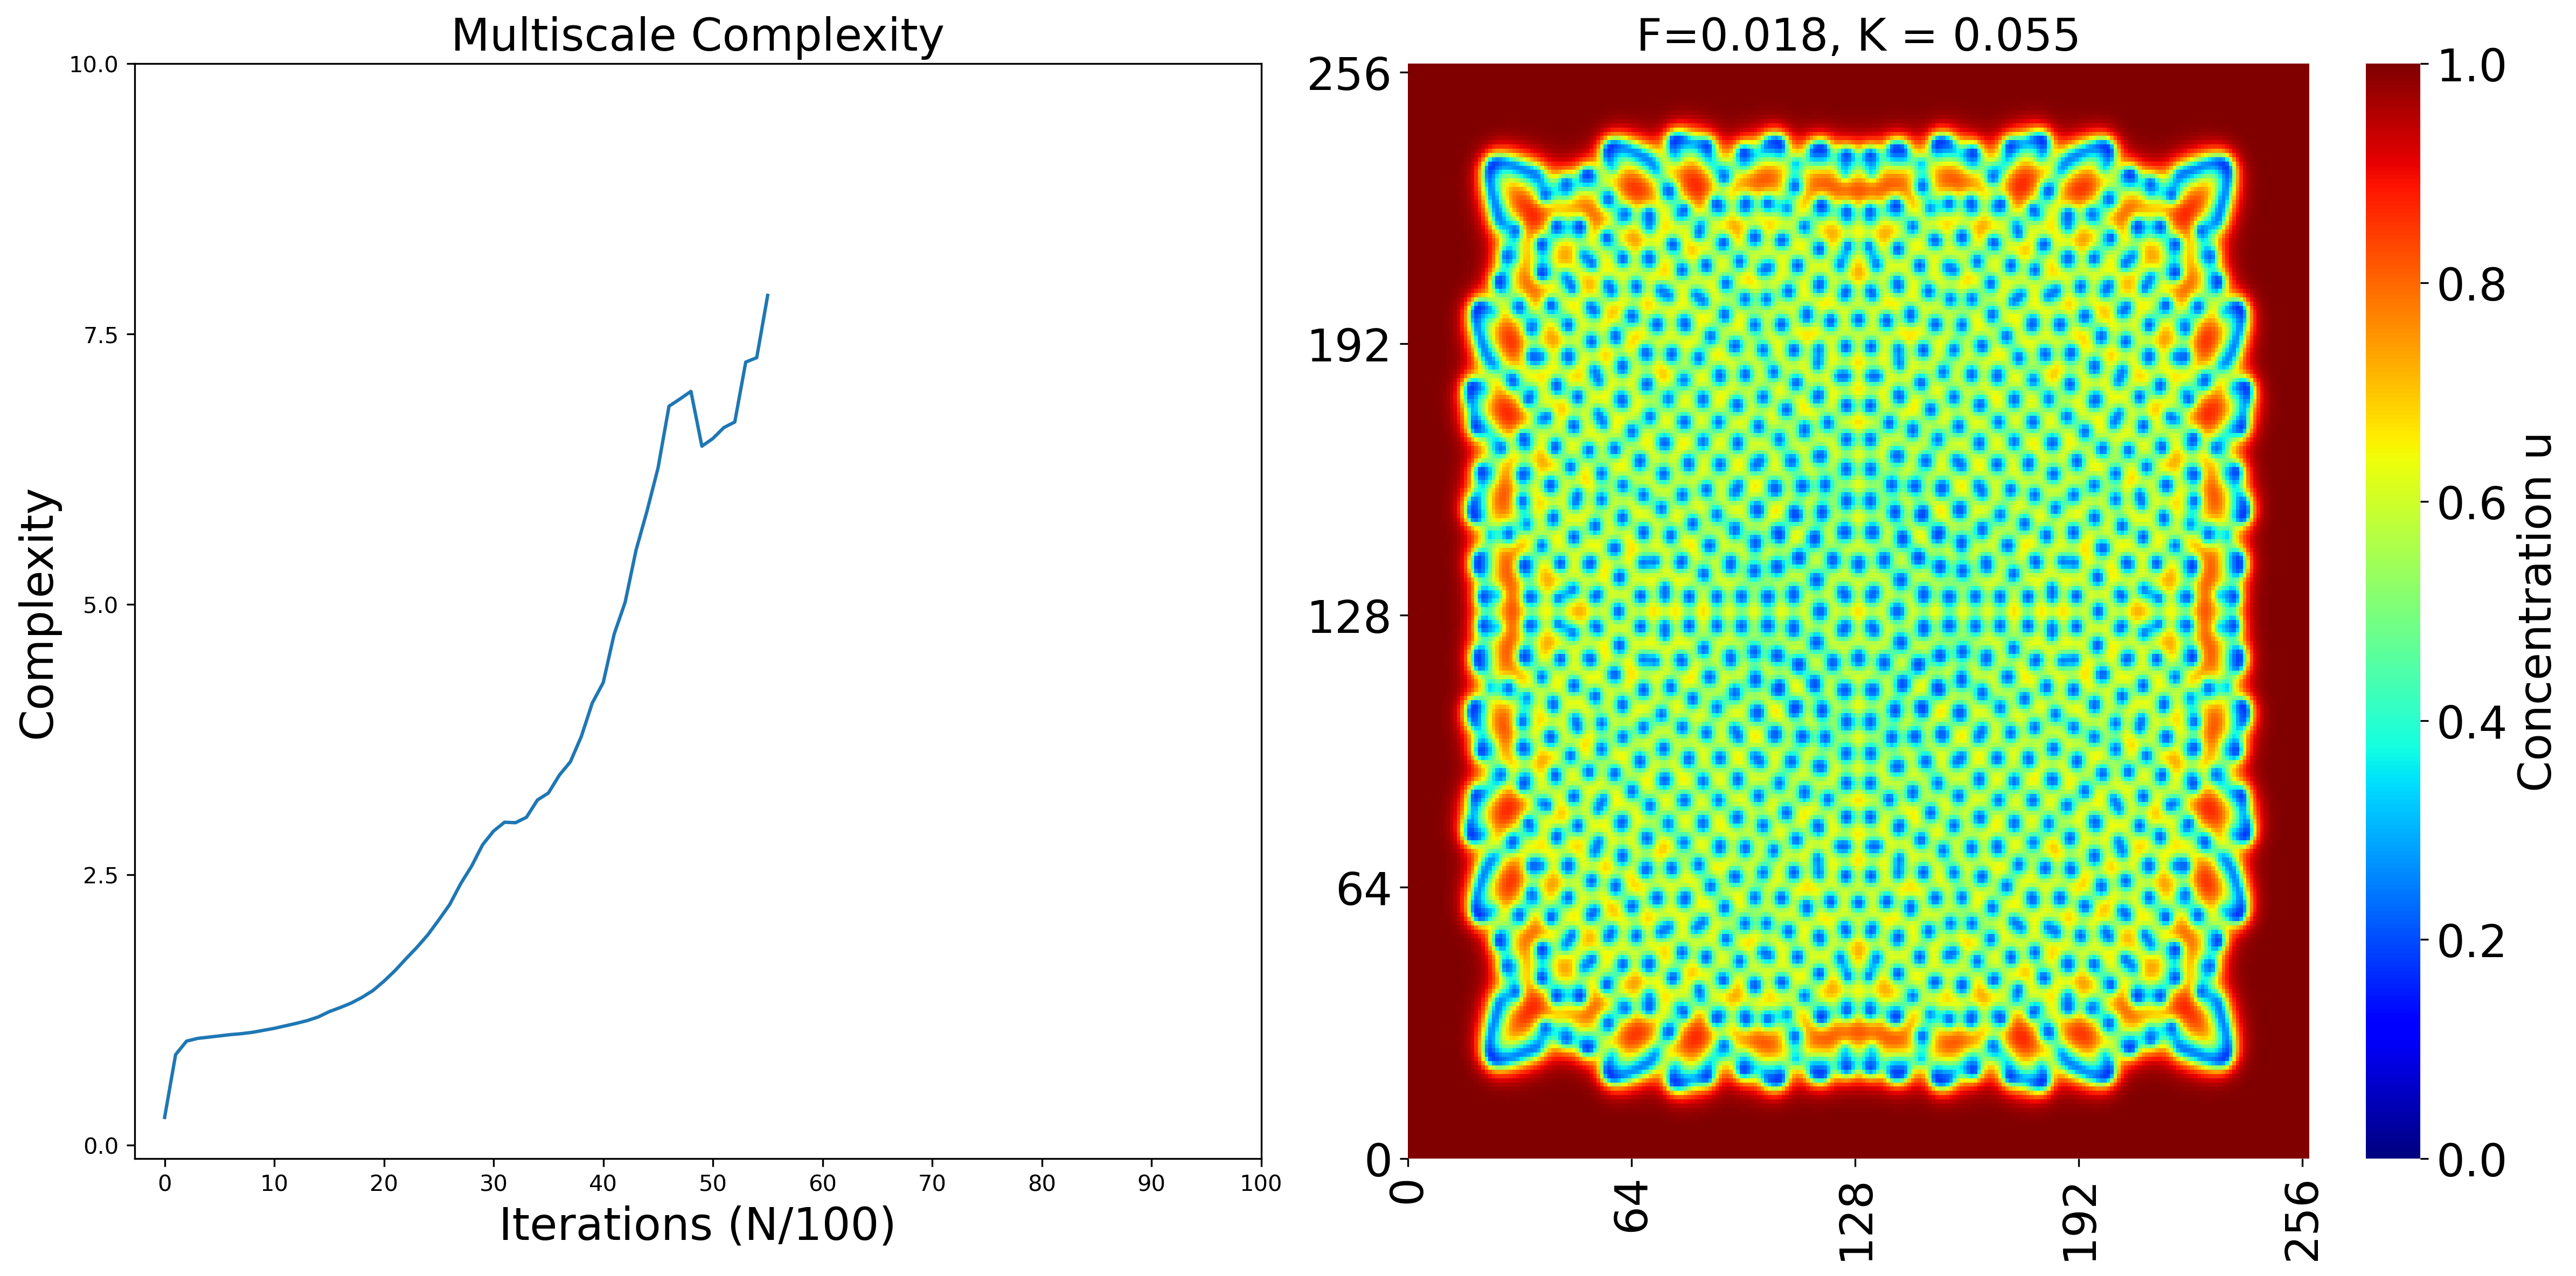 Multiscale Complexity
10.0
7.5
5.0
2.5
0.0
Complexity
0 10 20 30 40 50 60 70 80 90 100
Iterations (N/100)
F=0.018, K = 0.055
256
192
128
64
0
0 64 128 192 256
1.0
0.8
0.6
0.4
0.2
0.0
Concentration u